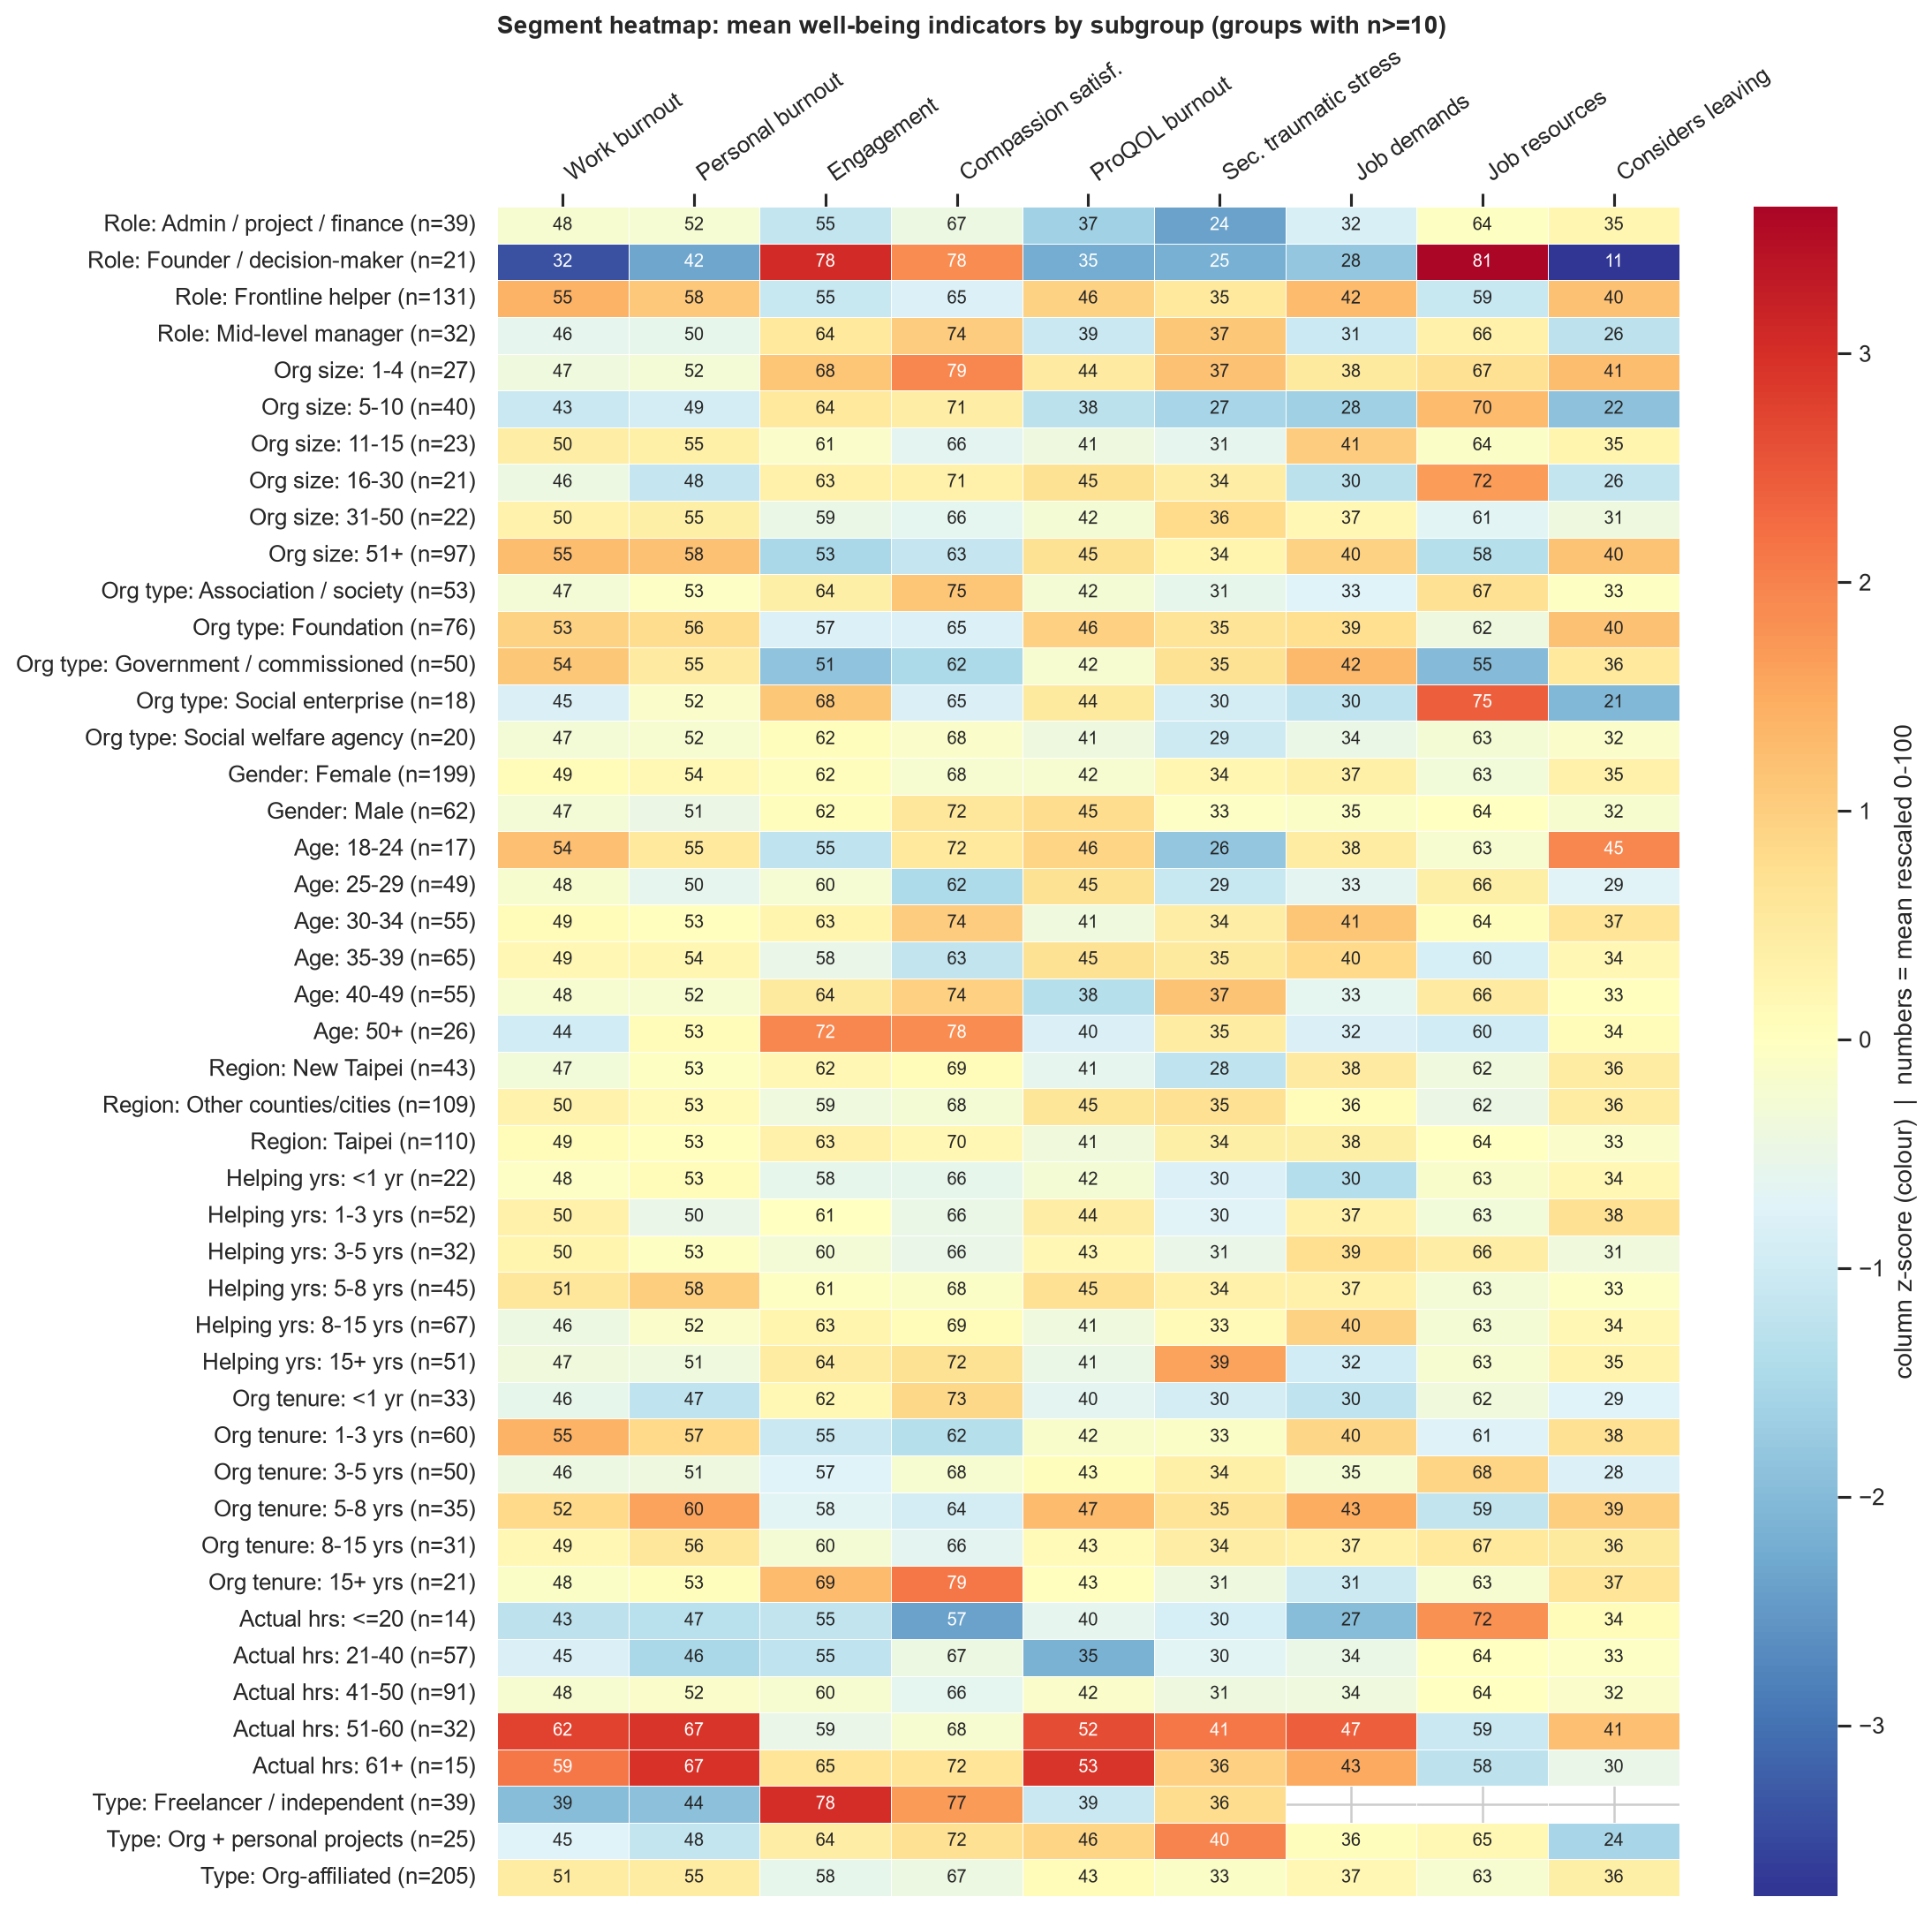 Segment heatmap: mean well-being indicators by subgroup (groups with n>=10)
Work burnout
Personal burnout
Engagement
Compassion satisf.
ProQOL burnout
Sec. traumatic stress
Job demands
Job resources
Considers leaving
Role: Admin / project / finance (n=39) 48 52 55 67 37 24 32 64 35
Role: Founder / decision-maker (n=21) 32 42 78 78 35 25 28 81 11
Role: Frontline helper (n=131) 55 58 55 65 46 35 42 59 40
Role: Mid-level manager (n=32) 46 50 64 74 39 37 31 66 26
Org size: 1-4 (n=27) 47 52 68 79 44 37 38 67 41
Org size: 5-10 (n=40) 43 49 64 71 38 27 28 70 22
Org size: 11-15 (n=23) 50 55 61 66 41 31 41 64 35
Org size: 16-30 (n=21) 46 48 63 71 45 34 30 72 26
Org size: 31-50 (n=22) 50 55 59 66 42 36 37 61 31
Org size: 51+ (n=97) 55 58 53 63 45 34 40 58 40
Org type: Association / society (n=53) 47 53 64 75 42 31 33 67 33
Org type: Foundation (n=76) 53 56 57 65 46 35 39 62 40
Org type: Government / commissioned (n=50) 54 55 51 62 42 35 42 55 36
Org type: Social enterprise (n=18) 45 52 68 65 44 30 30 75 21
Org type: Social welfare agency (n=20) 47 52 62 68 41 29 34 63 32
Gender: Female (n=199) 49 54 62 68 42 34 37 63 35
Gender: Male (n=62) 47 51 62 72 45 33 35 64 32
Age: 18-24 (n=17) 54 55 55 72 46 26 38 63 45
Age: 25-29 (n=49) 48 50 60 62 45 29 33 66 29
Age: 30-34 (n=55) 49 53 63 74 41 34 41 64 37
Age: 35-39 (n=65) 49 54 58 63 45 35 40 60 34
Age: 40-49 (n=55) 48 52 64 74 38 37 33 66 33
Age: 50+ (n=26) 44 53 72 78 40 35 32 60 34
Region: New Taipei (n=43) 47 53 62 69 41 28 38 62 36
Region: Other counties/cities (n=109) 50 53 59 68 45 35 36 62 36
Region: Taipei (n=110) 49 53 63 70 41 34 38 64 33
Helping yrs: <1 yr (n=22) 48 53 58 66 42 30 30 63 34
Helping yrs: 1-3 yrs (n=52) 50 50 61 66 44 30 37 63 38
Helping yrs: 3-5 yrs (n=32) 50 53 60 66 43 31 39 66 31
Helping yrs: 5-8 yrs (n=45) 51 58 61 68 45 34 37 63 33
Helping yrs: 8-15 yrs (n=67) 46 52 63 69 41 33 40 63 34
Helping yrs: 15+ yrs (n=51) 47 51 64 72 41 39 32 63 35
Org tenure: <1 yr (n=33) 46 47 62 73 40 30 30 62 29
Org tenure: 1-3 yrs (n=60) 55 57 55 62 42 33 40 61 38
Org tenure: 3-5 yrs (n=50) 46 51 57 68 43 34 35 68 28
Org tenure: 5-8 yrs (n=35) 52 60 58 64 47 35 43 59 39
Org tenure: 8-15 yrs (n=31) 49 56 60 66 43 34 37 67 36
Org tenure: 15+ yrs (n=21) 48 53 69 79 43 31 31 63 37
Actual hrs: <=20 (n=14) 43 47 55 57 40 30 27 72 34
Actual hrs: 21-40 (n=57) 45 46 55 67 35 30 34 64 33
Actual hrs: 41-50 (n=91) 48 52 60 66 42 31 34 64 32
Actual hrs: 51-60 (n=32) 62 67 59 68 52 41 47 59 41
Actual hrs: 61+ (n=15) 59 67 65 72 53 36 43 58 30
Type: Freelancer / independent (n=39) 39 44 78 77 39 36
Type: Org + personal projects (n=25) 45 48 64 72 46 40 36 65 24
Type: Org-affiliated (n=205) 51 55 58 67 43 33 37 63 36
3
2
1
0
−1
−2
−3
column z-score (colour) | numbers = mean rescaled 0-100